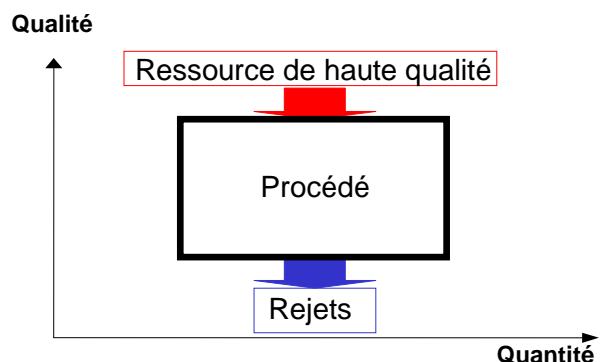 Qualité
Ressource de haute qualité
Procédé
Rejets
Quantité